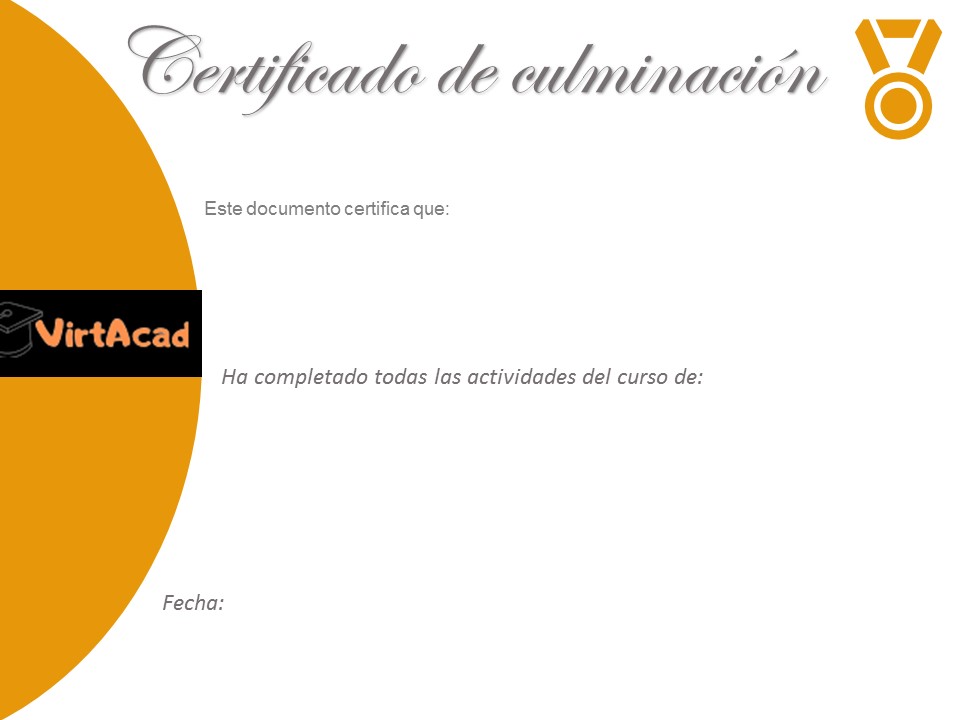 Certificado de culminación
Este documento certifica que:
VirtAcad
Ha completado todas las actividades del curso de:
Fecha: